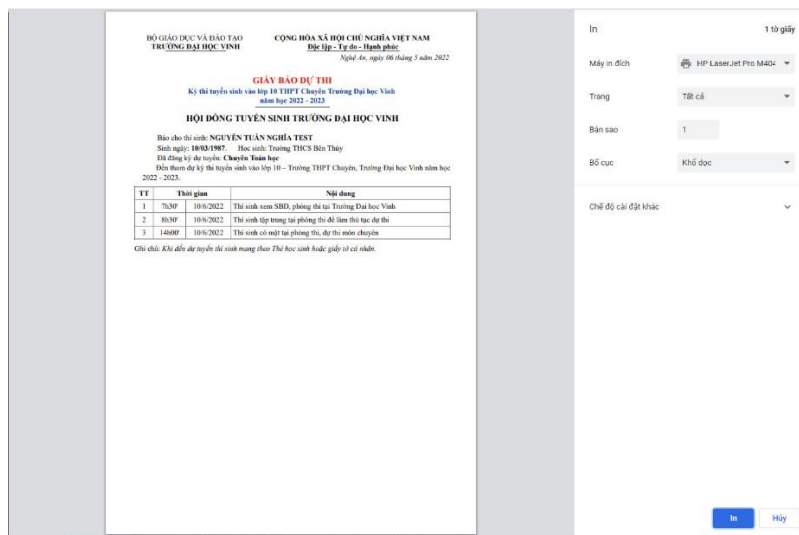 BỘ GIÁO DỤC VÀ ĐÀO TẠO
TRƯỜNG ĐẠI HỌC VINH
CỘNG HÒA XÃ HỘI CHỦ NGHĨA VIỆT NAM
Độc lập - Tự do - Hạnh phúc
Nghệ An, ngày 06 tháng 5 năm 2022
GIẤY BÁO DỰ THI
Kỳ thi tuyển sinh vào lớp 10 THPT Chuyên Trường Đại học Vinh
năm học 2022 - 2023
HỘI ĐỒNG TUYỂN SINH TRƯỜNG ĐẠI HỌC VINH
Báo cho thí sinh: NGUYỄN TUẤN NGHĨA TEST
Sinh ngày: 10/03/1987. Học sinh: Trường THCS Bến Thủy
Đã đăng ký dự tuyển: Chuyên Toán học
Đến tham dự kỳ thi tuyển sinh vào lớp 10 – Trường THPT Chuyên, Trường Đại học Vinh năm học
2022 - 2023.
TT Thời gian Nội dung
1 7h30' 10/6/2022 Thí sinh xem SBD, phòng thi tại Trường Đại học Vinh
2 8h30' 10/6/2022 Thí sinh tập trung tại phòng thi để làm thủ tục dự thi
3 14h00' 10/6/2022 Thí sinh có mặt tại phòng thi, dự thi môn chuyên
Ghi chú: Khi đến dự tuyển thí sinh mang theo Thẻ học sinh hoặc giấy tờ cá nhân.
In 1 tờ giấy
Máy in đích HP LaserJet Pro M404
Trang Tất cả
Bản sao 1
Bố cục Khổ dọc
Chế độ cài đặt khác
In Hủy